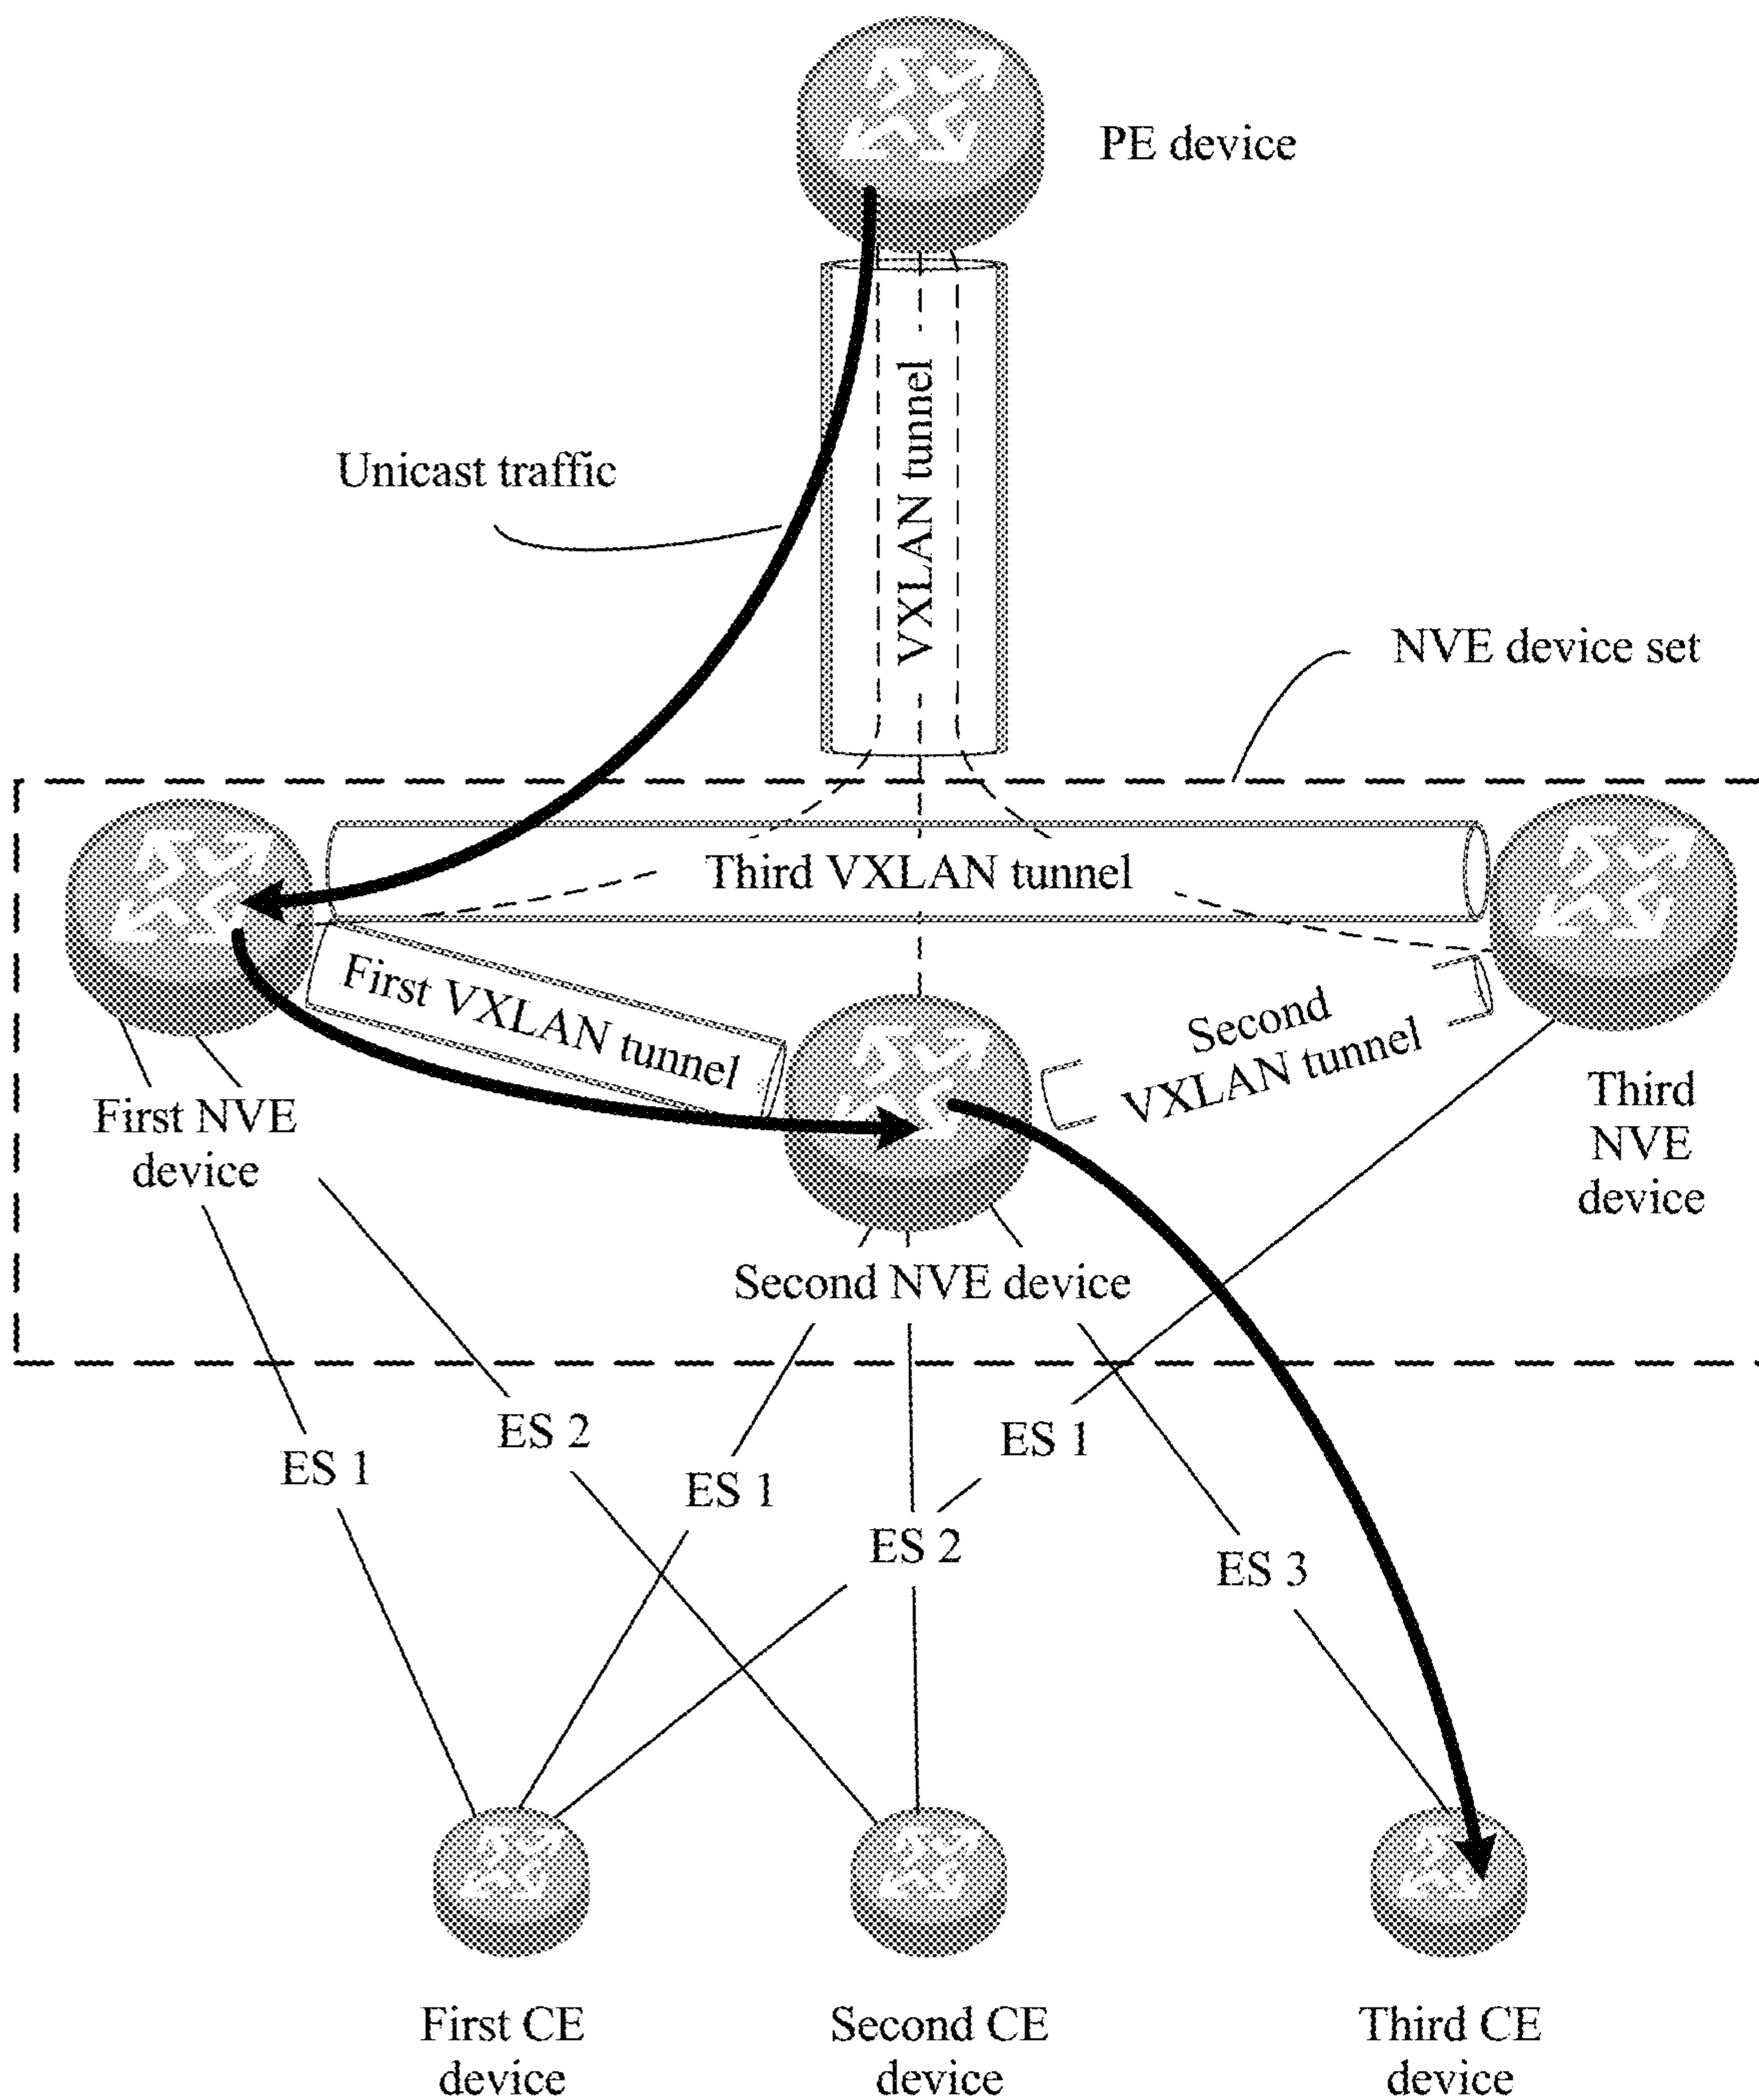 PE device
VXLAN tunnel
Unicast traffic
NVE device set
Third VXLAN tunnel
First VXLAN tunnel
Second
VXLAN tunnel
First NVE
device
Third
NVE
device
Second NVE device
ES 1
ES 2
ES 1
ES 2
ES 1
ES 3
First CE
device
Second CE
device
Third CE
device